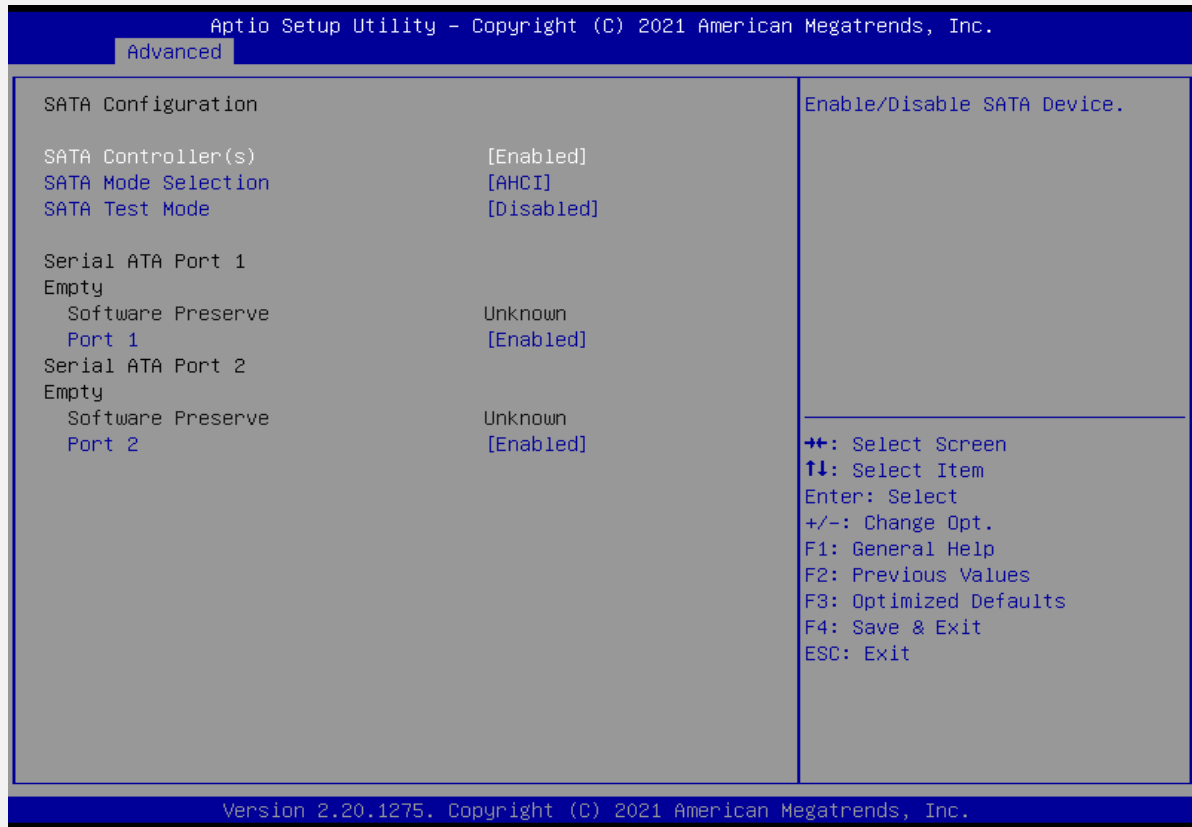 Aptio Setup Utility – Copyright (C) 2021 American Megatrends, Inc.
Advanced
SATA Configuration
SATA Controller(s) [Enabled]
SATA Mode Selection [AHCI]
SATA Test Mode [Disabled]
Serial ATA Port 1
Empty
Software Preserve Unknown
Port 1 [Enabled]
Serial ATA Port 2
Empty
Software Preserve Unknown
Port 2 [Enabled]
Enable/Disable SATA Device.
→←: Select Screen
↑↓: Select Item
Enter: Select
+/-: Change Opt.
F1: General Help
F2: Previous Values
F3: Optimized Defaults
F4: Save & Exit
ESC: Exit
Version 2.20.1275. Copyright (C) 2021 American Megatrends, Inc.